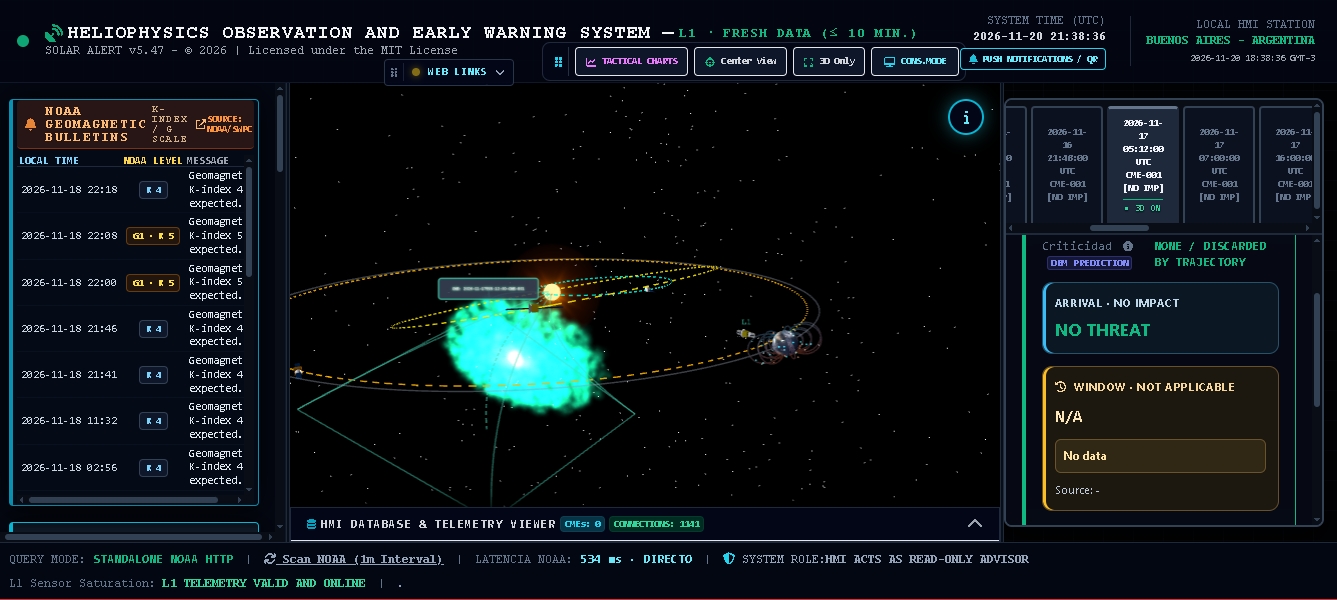 HELIOPHYSICS OBSERVATION AND EARLY WARNING SYSTEM — L1 · FRESH DATA (≤ 10 MIN.)
SOLAR ALERT v5.47 - © 2026 | Licensed under the MIT License
WEB LINKS
TACTICAL CHARTS
Center View
3D Only
CONS.MODE
SYSTEM TIME (UTC)
2026-11-20 21:38:36
PUSH NOTIFICATIONS / QR
LOCAL HMI STATION
BUENOS AIRES - ARGENTINA
2026-11-20 18:38:36 GMT-3
NOAA
GEOMAGNETIC
BULLETINS
K-
INDEX
/ G
SCALE
SOURCE:
NOAA/SWPC
LOCAL TIME NOAA LEVEL MESSAGE
2026-11-18 22:18 K 4 Geomagnet
K-index 4
expected.
2026-11-18 22:08 G1 · K 5 Geomagnet
K-index 5
expected.
2026-11-18 22:00 G1 · K 5 Geomagnet
K-index 5
expected.
2026-11-18 21:46 K 4 Geomagnet
K-index 4
expected.
2026-11-18 21:41 K 4 Geomagnet
K-index 4
expected.
2026-11-18 11:32 K 4 Geomagnet
K-index 4
expected.
2026-11-18 02:56 K 4 Geomagnet
K-index 4
expected.
i
L1
HMI DATABASE & TELEMETRY VIEWER CMEs: 0 CONNECTIONS: 1141
2026-11-
16
21:48:00
UTC
CME-001
[NO IMP]
2026-11-
17
05:12:00
UTC
CME-001
[NO IMP]
• 3D ON
2026-11-
17
07:00:00
UTC
CME-001
[NO IMP]
2026-11-
17
16:00:00
UTC
CME-001
[NO IMP
Criticidad
DBM PREDICTION
NONE / DISCARDED
BY TRAJECTORY
ARRIVAL · NO IMPACT
NO THREAT
WINDOW · NOT APPLICABLE
N/A
No data
Source: -
QUERY MODE: STANDALONE NOAA HTTP | Scan NOAA (1m Interval) | LATENCIA NOAA: 534 ms · DIRECTO | SYSTEM ROLE:HMI ACTS AS READ-ONLY ADVISOR
L1 Sensor Saturation: L1 TELEMETRY VALID AND ONLINE | .